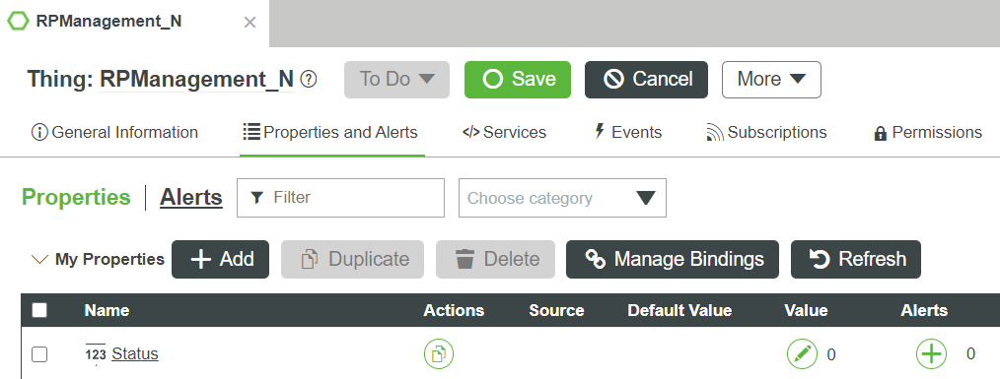 RPManagement_N
Thing: RPManagement_N To Do Save Cancel More
General Information Properties and Alerts </> Services Events Subscriptions Permissions
Properties | Alerts Filter Choose category
My Properties + Add Duplicate Delete Manage Bindings Refresh
Name Actions Source Default Value Value Alerts
123 Status 0 0